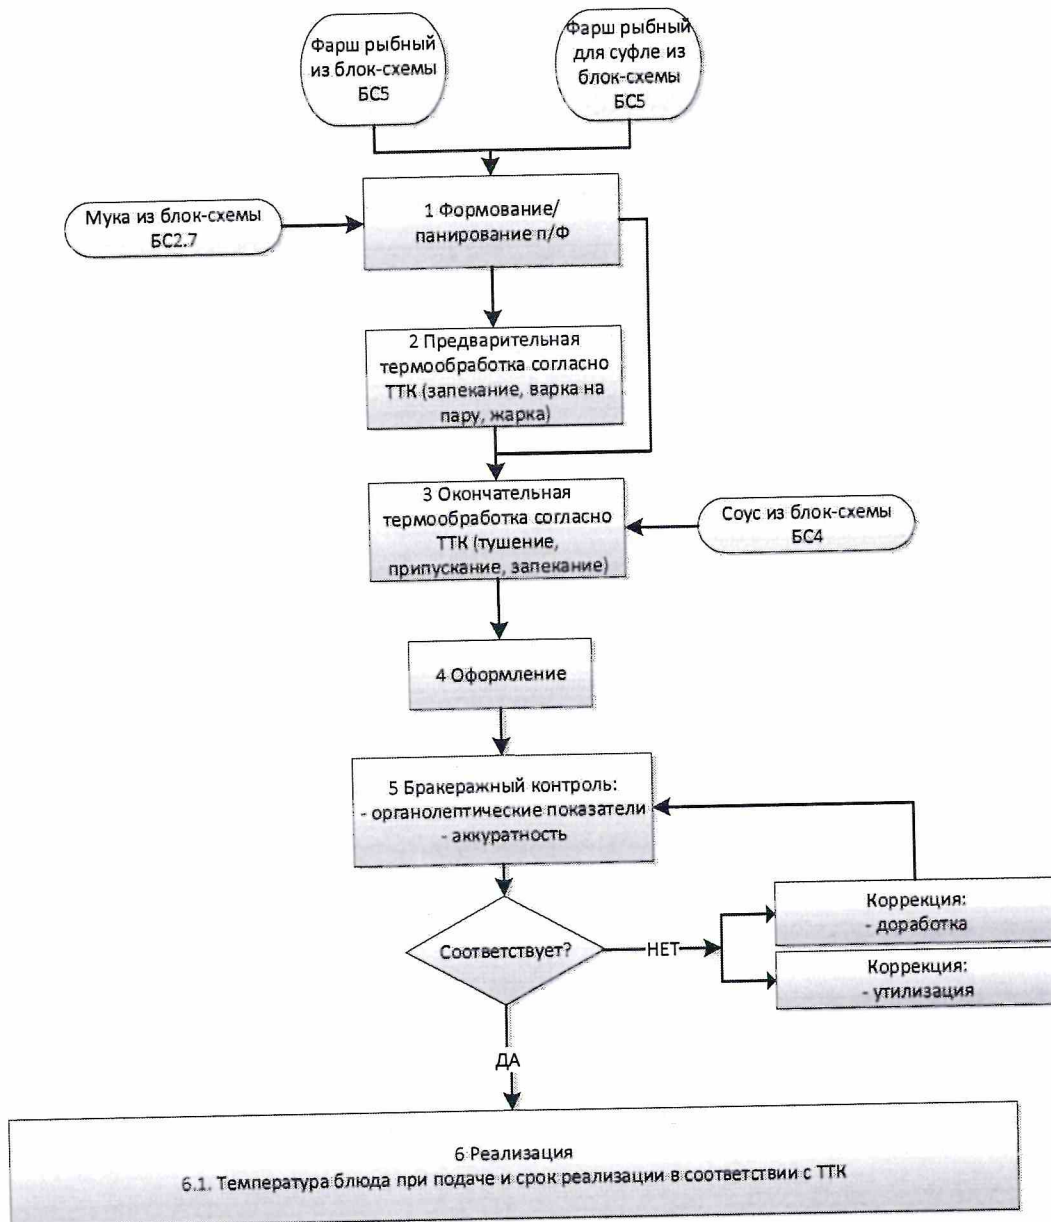 Фарш рыбный
из блок-схемы
БС5
Фарш рыбный
для суфле из
блок-схемы
БС5
Мука из блок-схемы
БС2.7
1 Формование/
панирование п/Ф
2 Предварительная
термообработка согласно
ТТК (запекание, варка на
пару, жарка)
3 Окончательная
термообработка согласно
ТТК (тушение,
припускание, запекание)
Соус из блок-схемы
БС4
4 Оформление
5 Бракеражный контроль:
- органолептические показатели
- аккуратность
Соответствует?
НЕТ
Коррекция:
- доработка
Коррекция:
- утилизация
ДА
6 Реализация
6.1. Температура блюда при подаче и срок реализации в соответствии с ТТК